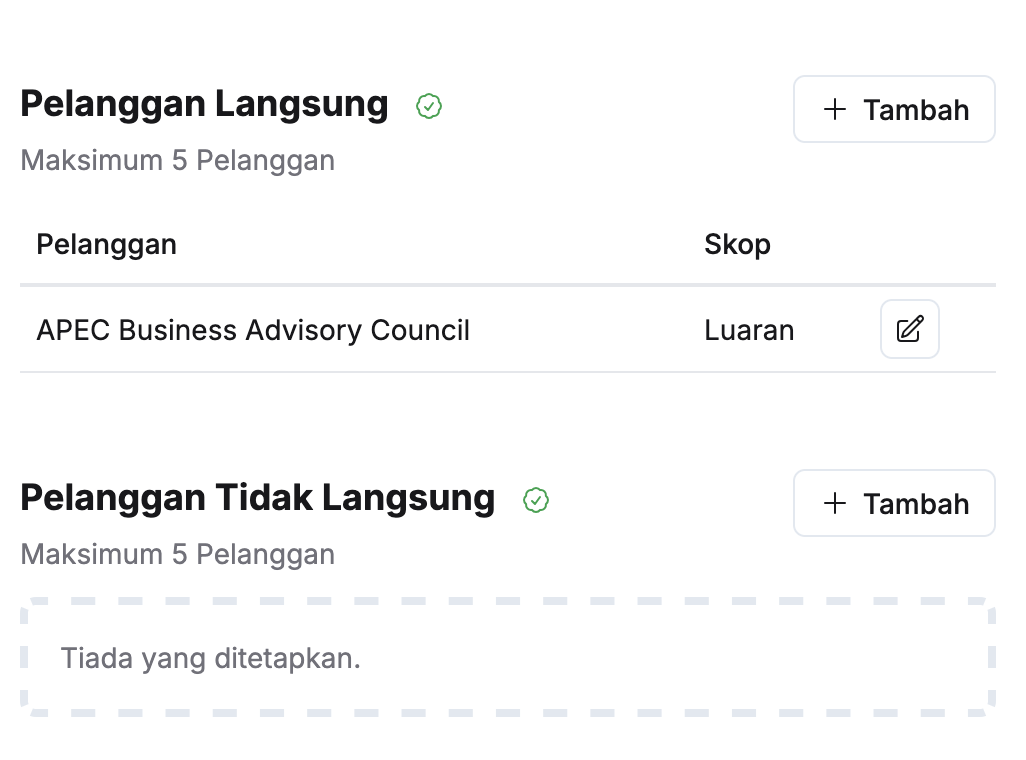 Pelanggan Langsung
Tambah
Maksimum 5 Pelanggan
Pelanggan Skop
APEC Business Advisory Council Luaran
Pelanggan Tidak Langsung
Tambah
Maksimum 5 Pelanggan
Tiada yang ditetapkan.